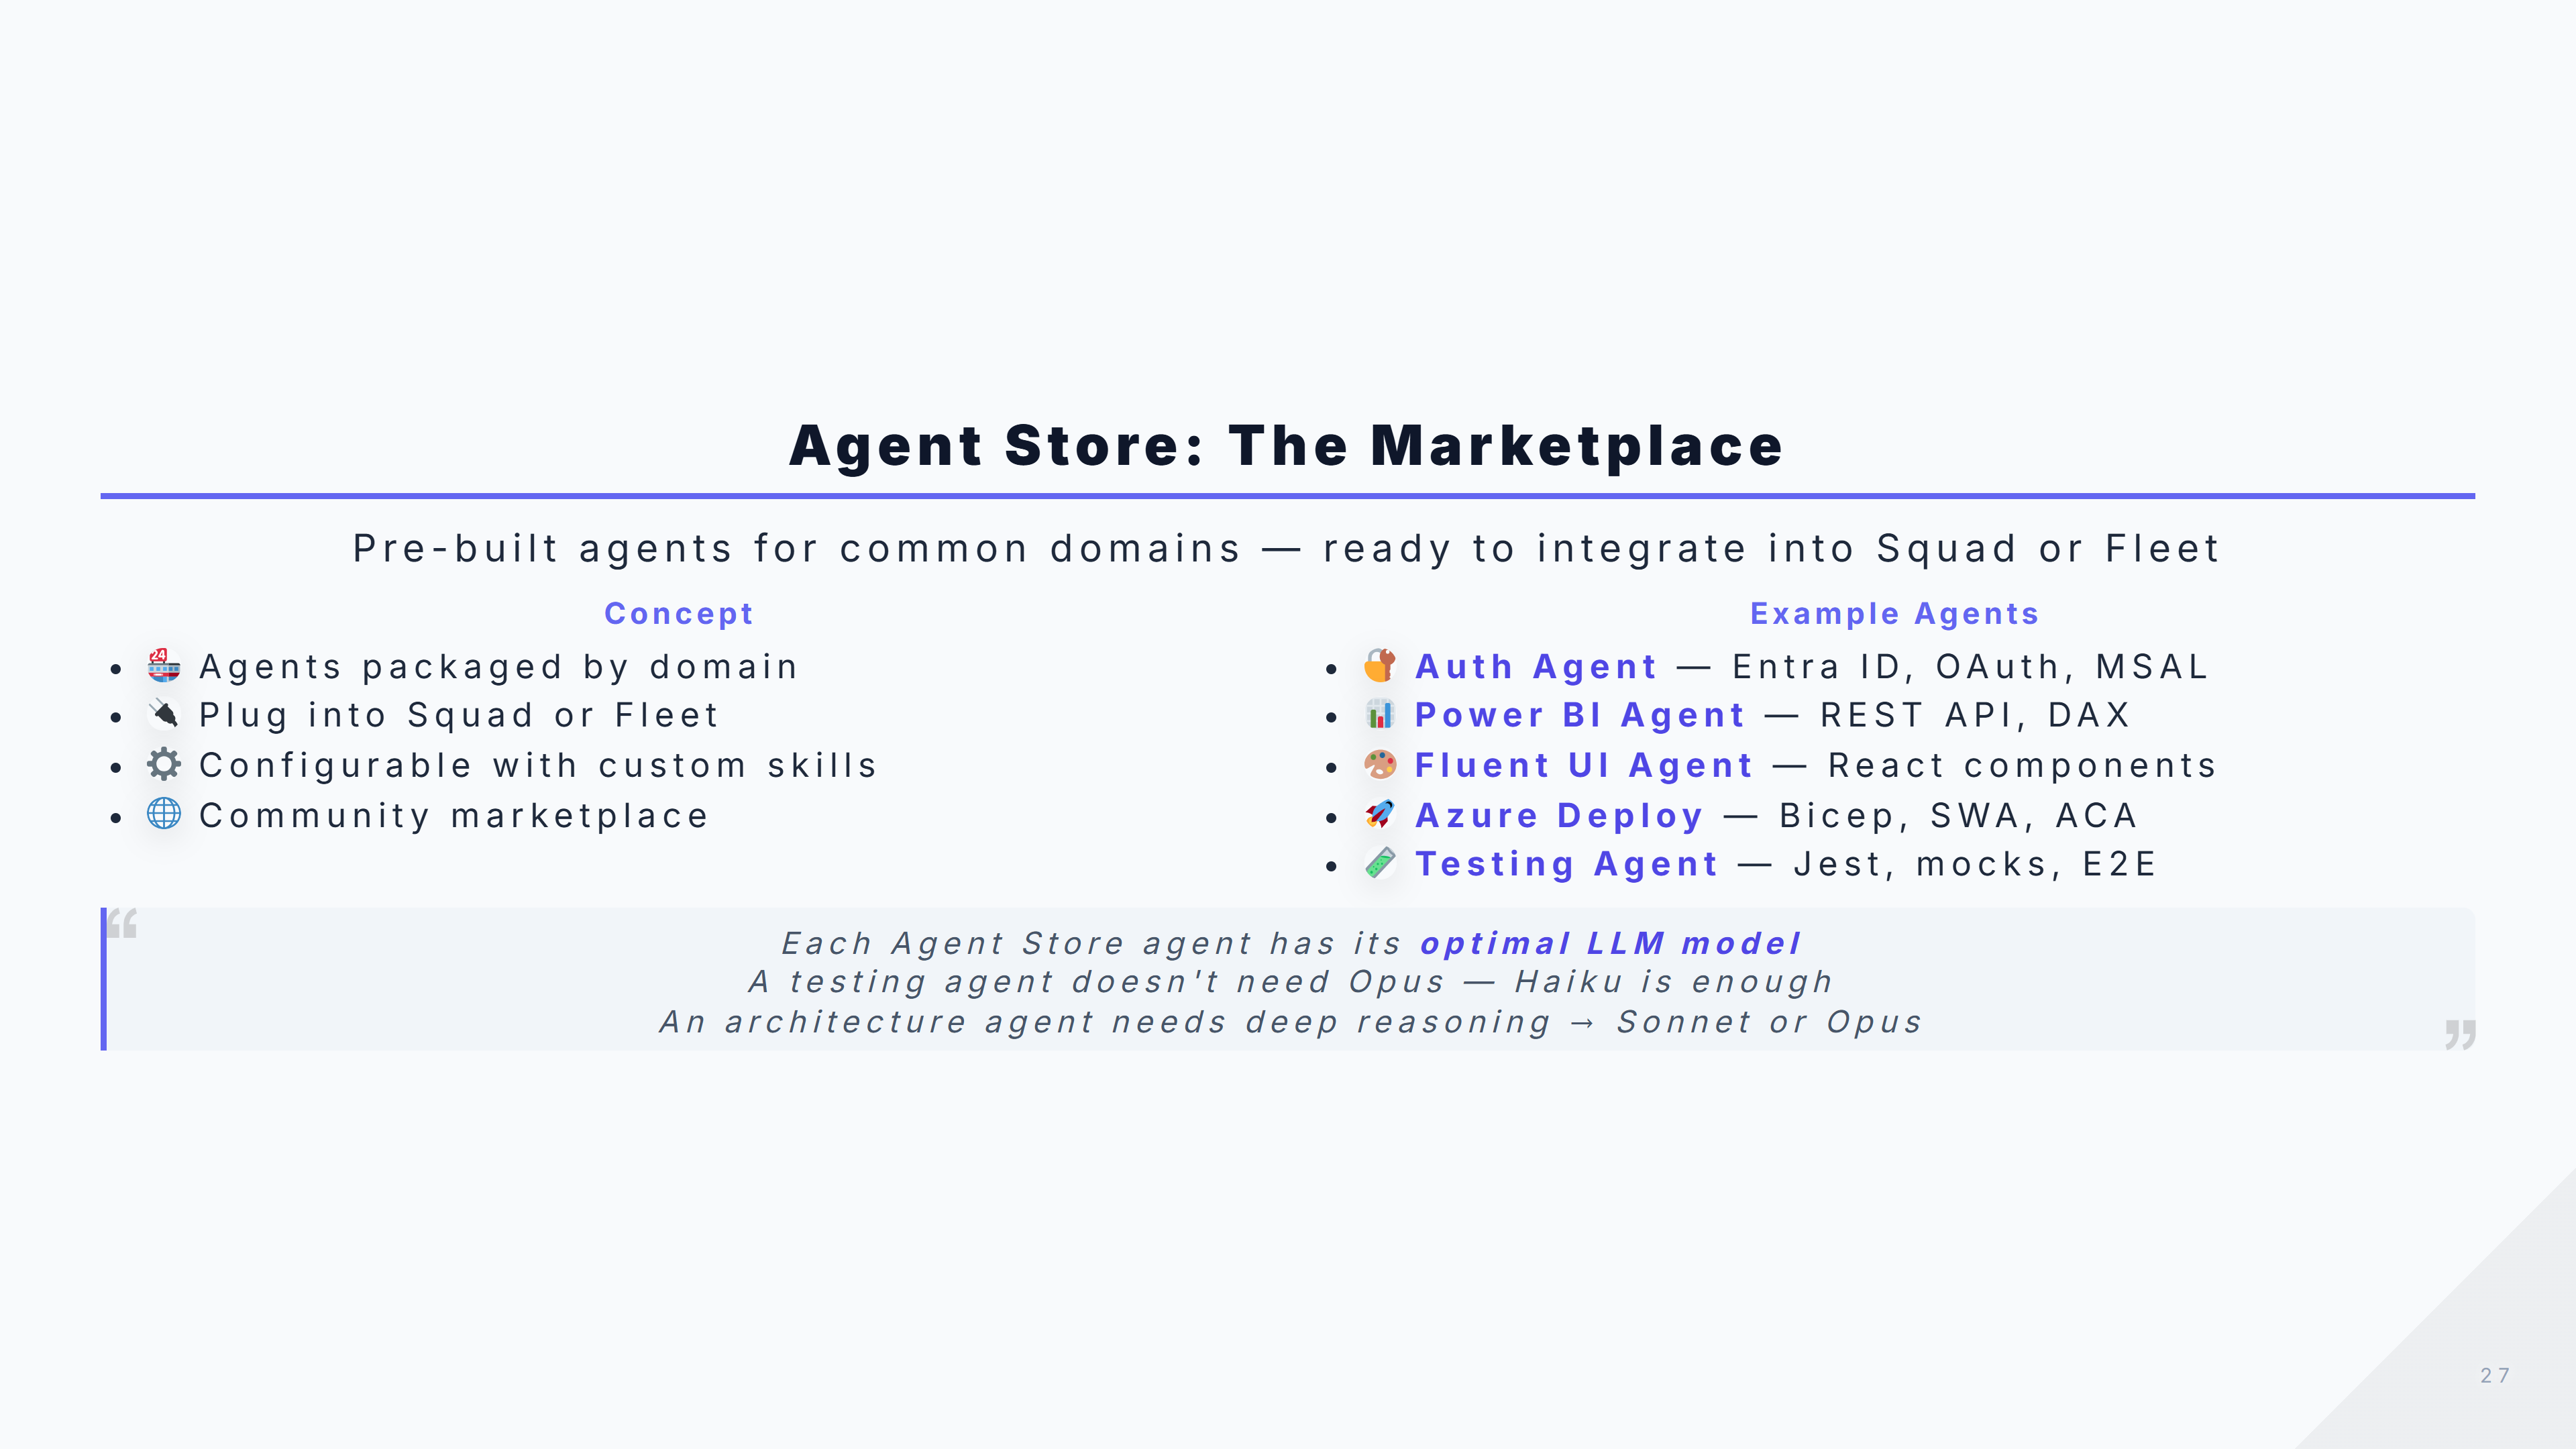 Agent Store: The Marketplace
Pre-built agents for common domains — ready to integrate into Squad or Fleet
Concept
• 🏪 Agents packaged by domain
• 🔌 Plug into Squad or Fleet
• ⚙️ Configurable with custom skills
• 🌐 Community marketplace
Example Agents
• 🔐 Auth Agent — Entra ID, OAuth, MSAL
• 📊 Power BI Agent — REST API, DAX
• 🎨 Fluent UI Agent — React components
• 🚀 Azure Deploy — Bicep, SWA, ACA
• 🧪 Testing Agent — Jest, mocks, E2E
“
Each Agent Store agent has its optimal LLM model
A testing agent doesn't need Opus — Haiku is enough
An architecture agent needs deep reasoning → Sonnet or Opus
”
27